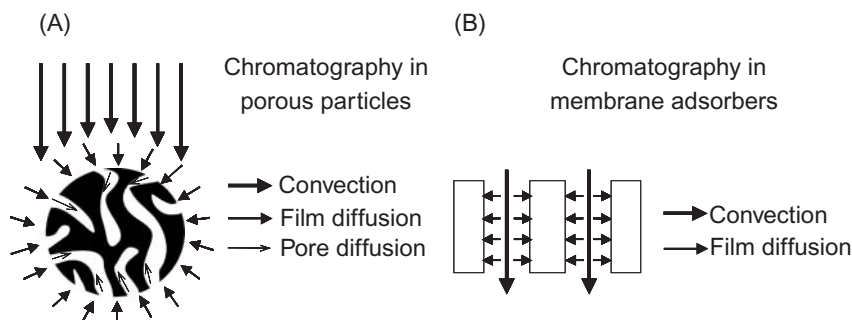 (A)
Chromatography in
porous particles
Convection
Film diffusion
Pore diffusion
(B)
Chromatography in
membrane adsorbers
Convection
Film diffusion